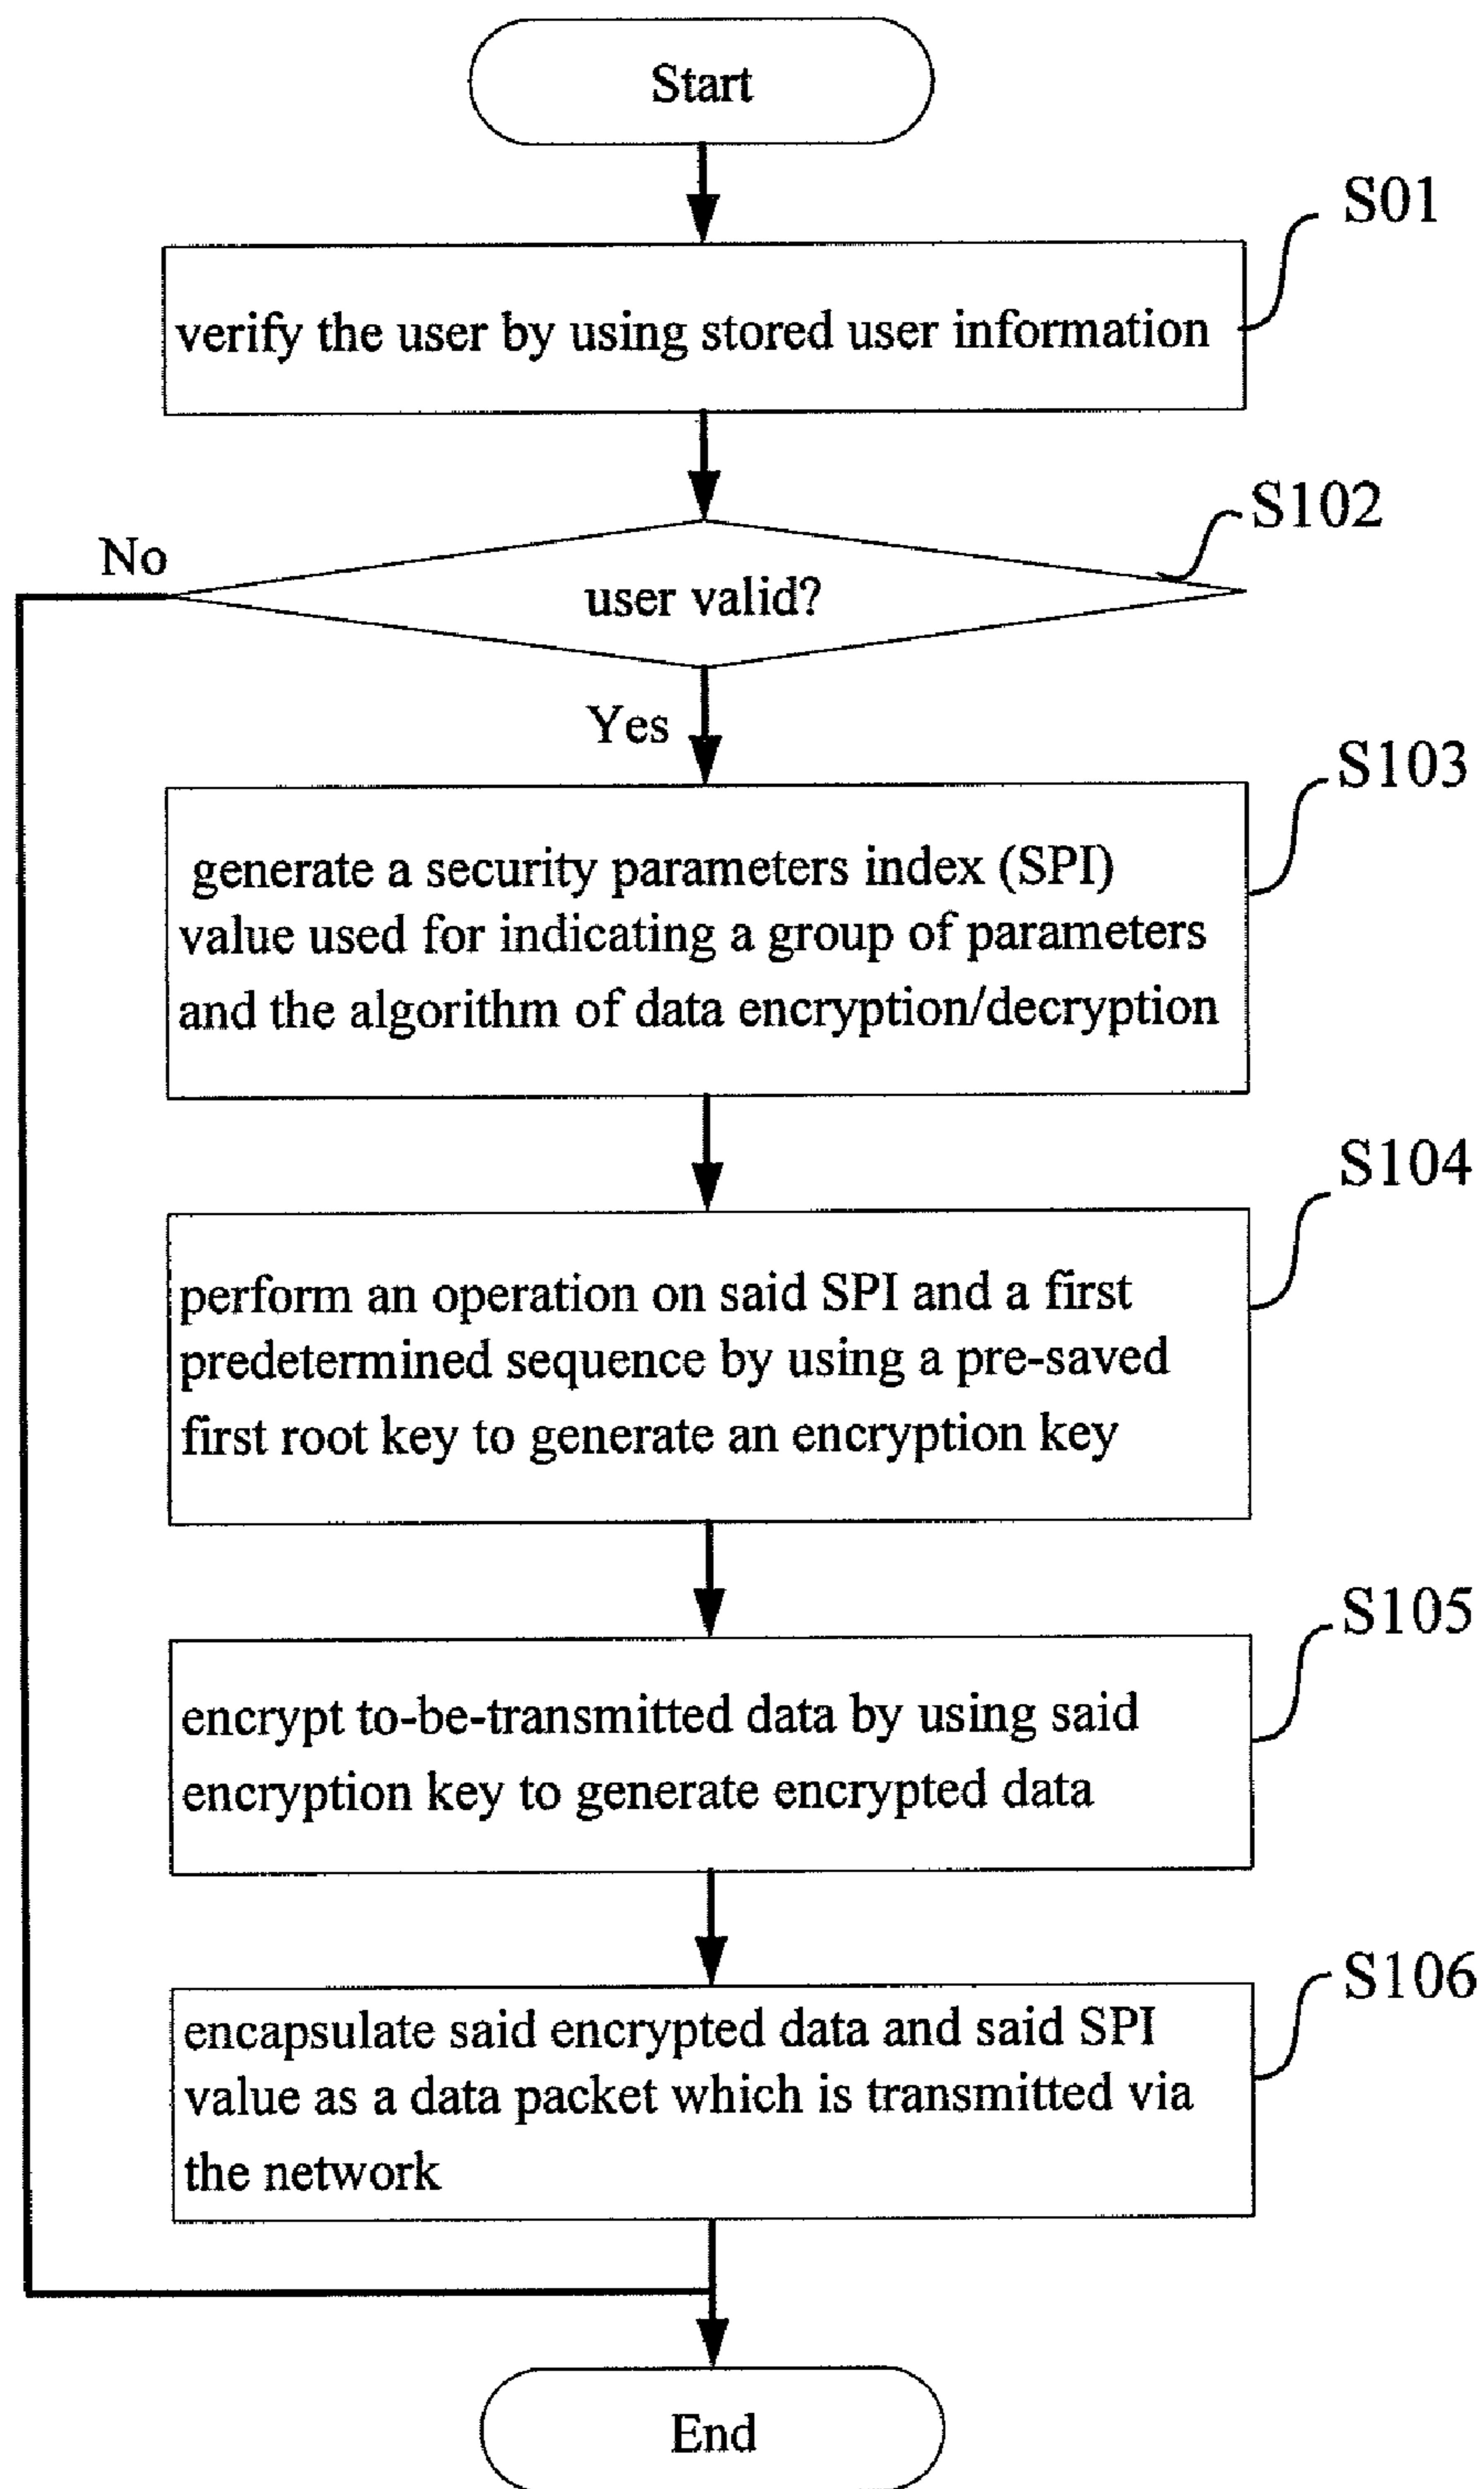 Start
S01
verify the user by using stored user information
S102
No
user valid?
Yes
S103
generate a security parameters index (SPI)
value used for indicating a group of parameters
and the algorithm of data encryption/decryption
S104
perform an operation on said SPI and a first
predetermined sequence by using a pre-saved
first root key to generate an encryption key
S105
encrypt to-be-transmitted data by using said
encryption key to generate encrypted data
S106
encapsulate said encrypted data and said SPI
value as a data packet which is transmitted via
the network
End